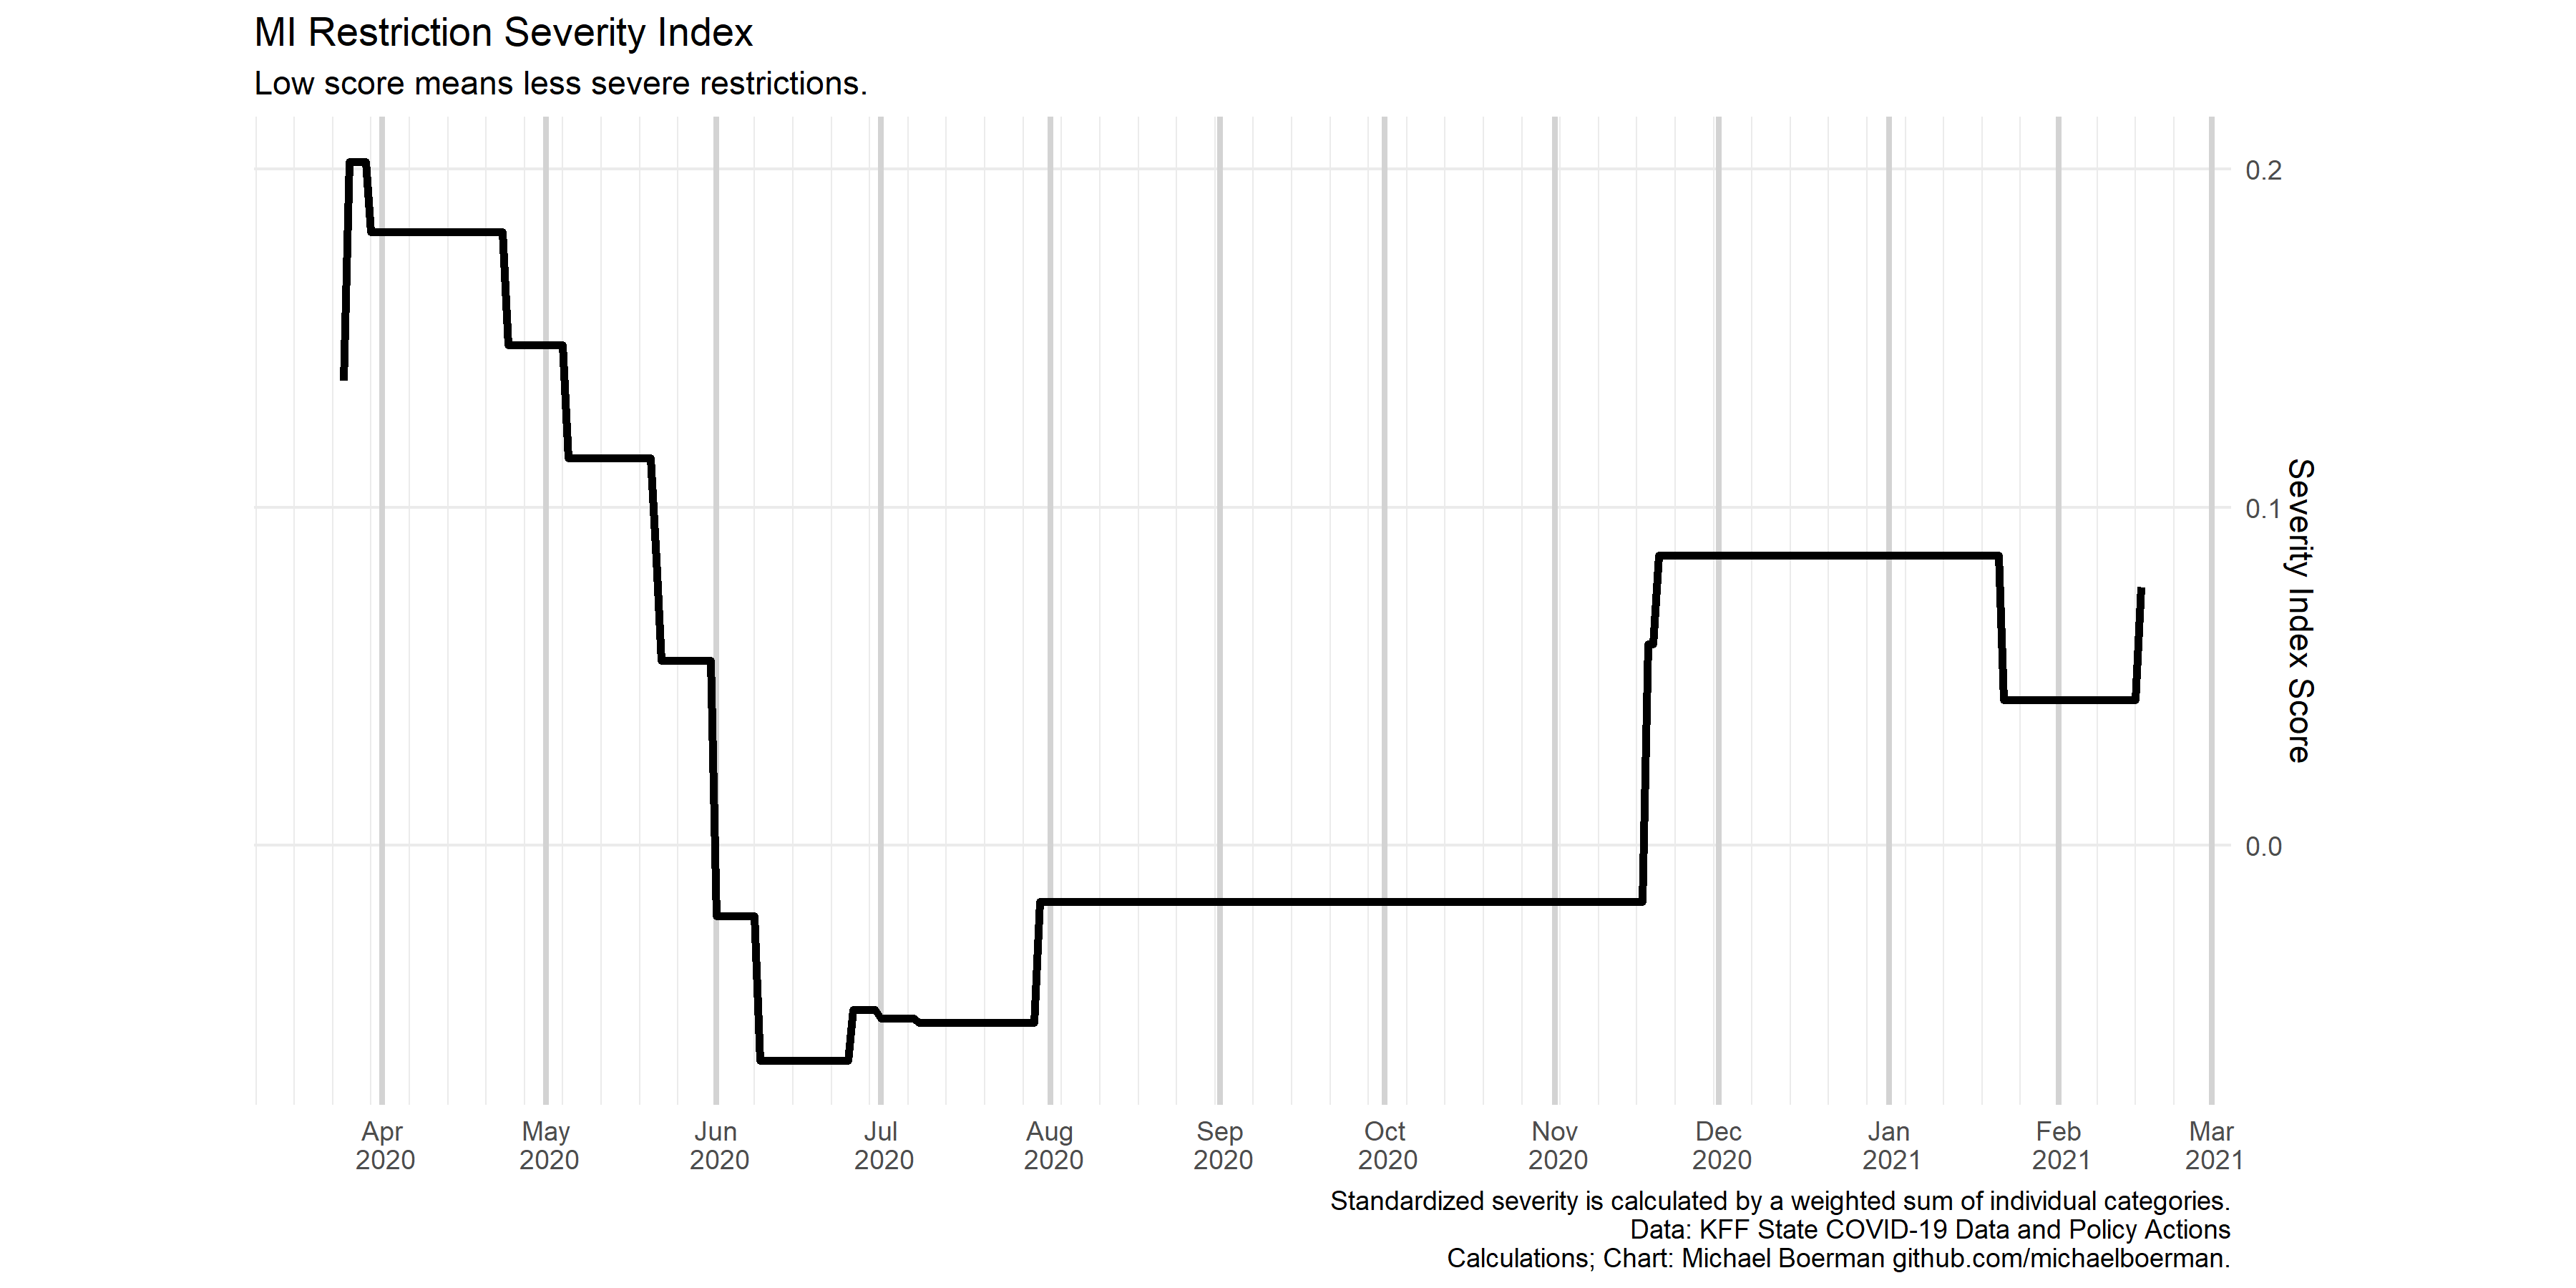 MI Restriction Severity Index
Low score means less severe restrictions.
0.2
0.1
0.0
Severity Index Score
Apr 2020
May 2020
Jun 2020
Jul 2020
Aug 2020
Sep 2020
Oct 2020
Nov 2020
Dec 2020
Jan 2021
Feb 2021
Mar 2021
Standardized severity is calculated by a weighted sum of individual categories.
Data: KFF State COVID-19 Data and Policy Actions
Calculations; Chart: Michael Boerman github.com/michaelboerman.